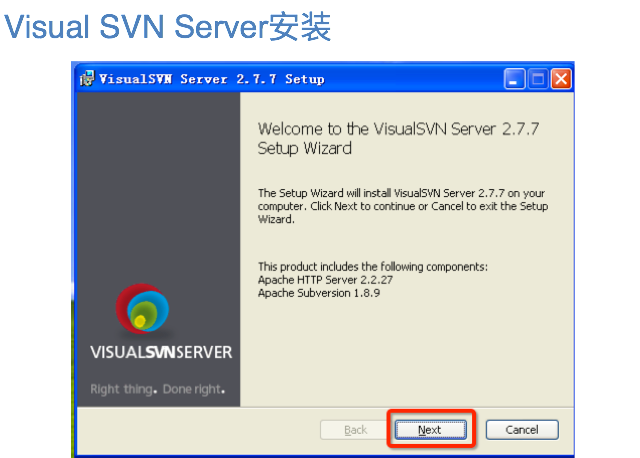 Visual SVN Server安装
VisualSVN Server 2.7.7 Setup
Welcome to the VisualSVN Server 2.7.7
Setup Wizard
The Setup Wizard will install VisualSVN Server 2.7.7 on your
computer. Click Next to continue or Cancel to exit the Setup
Wizard.
This product includes the following components:
Apache HTTP Server 2.2.27
Apache Subversion 1.8.9
VISUALSVNSERVER
Right thing. Done right.
Back
Next
Cancel